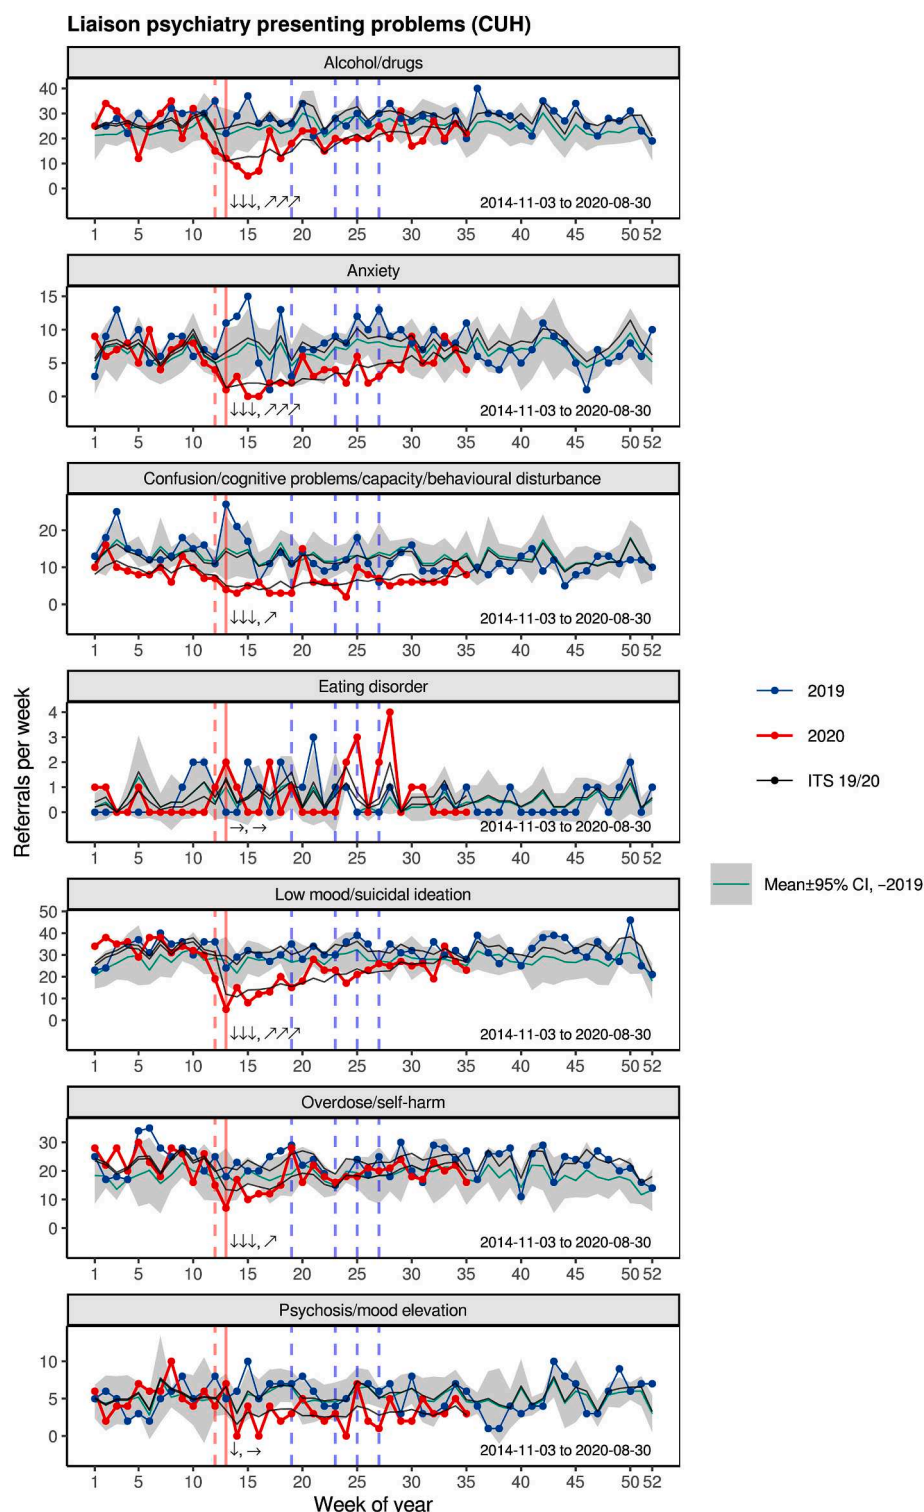 Liaison psychiatry presenting problems (CUH)
Alcohol/drugs
40
30
20
10
0
↓↓↓, ↗↗↗
2014-11-03 to 2020-08-30
1 5 10 15 20 25 30 35 40 45 50 52
Anxiety
15
10
5
0
↓↓↓, ↗↗↗
2014-11-03 to 2020-08-30
1 5 10 15 20 25 30 35 40 45 50 52
Confusion/cognitive problems/capacity/behavioural disturbance
20
10
0
↓↓↓, ↗
2014-11-03 to 2020-08-30
1 5 10 15 20 25 30 35 40 45 50 52
Referrals per week
Eating disorder
4
3
2
1
0
→, →
2014-11-03 to 2020-08-30
1 5 10 15 20 25 30 35 40 45 50 52
Low mood/suicidal ideation
50
40
30
20
10
0
↓↓↓, ↗↗↗
2014-11-03 to 2020-08-30
1 5 10 15 20 25 30 35 40 45 50 52
Overdose/self-harm
30
20
10
0
↓↓↓, ↗
2014-11-03 to 2020-08-30
1 5 10 15 20 25 30 35 40 45 50 52
Psychosis/mood elevation
10
5
0
↓, →
2014-11-03 to 2020-08-30
1 5 10 15 20 25 30 35 40 45 50 52
Week of year
2019
2020
ITS 19/20
Mean±95% CI, −2019